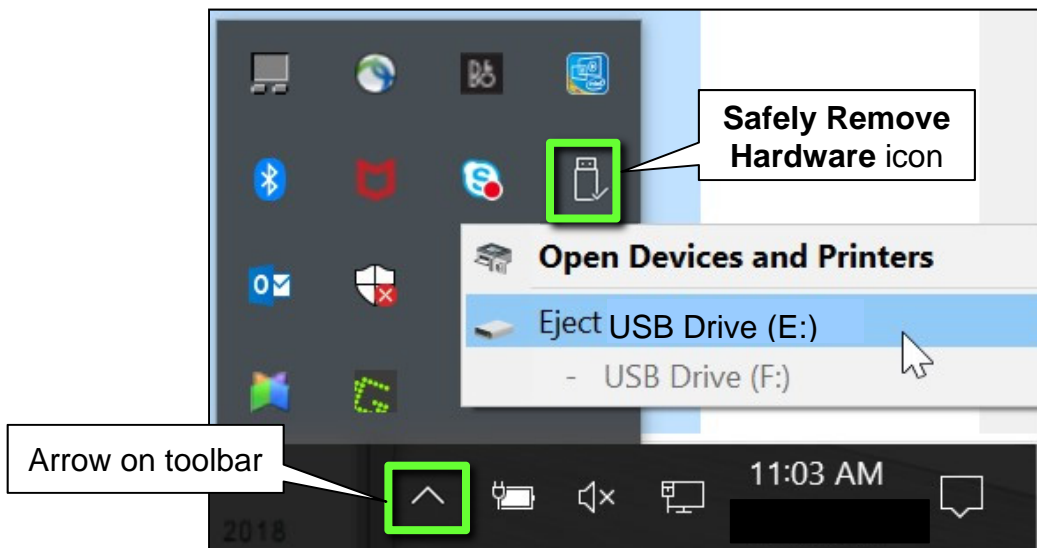 B&O
Safely Remove
Hardware icon
Open Devices and Printers
Eject USB Drive (E:)
- USB Drive (F:)
Arrow on toolbar
11:03 AM
2018